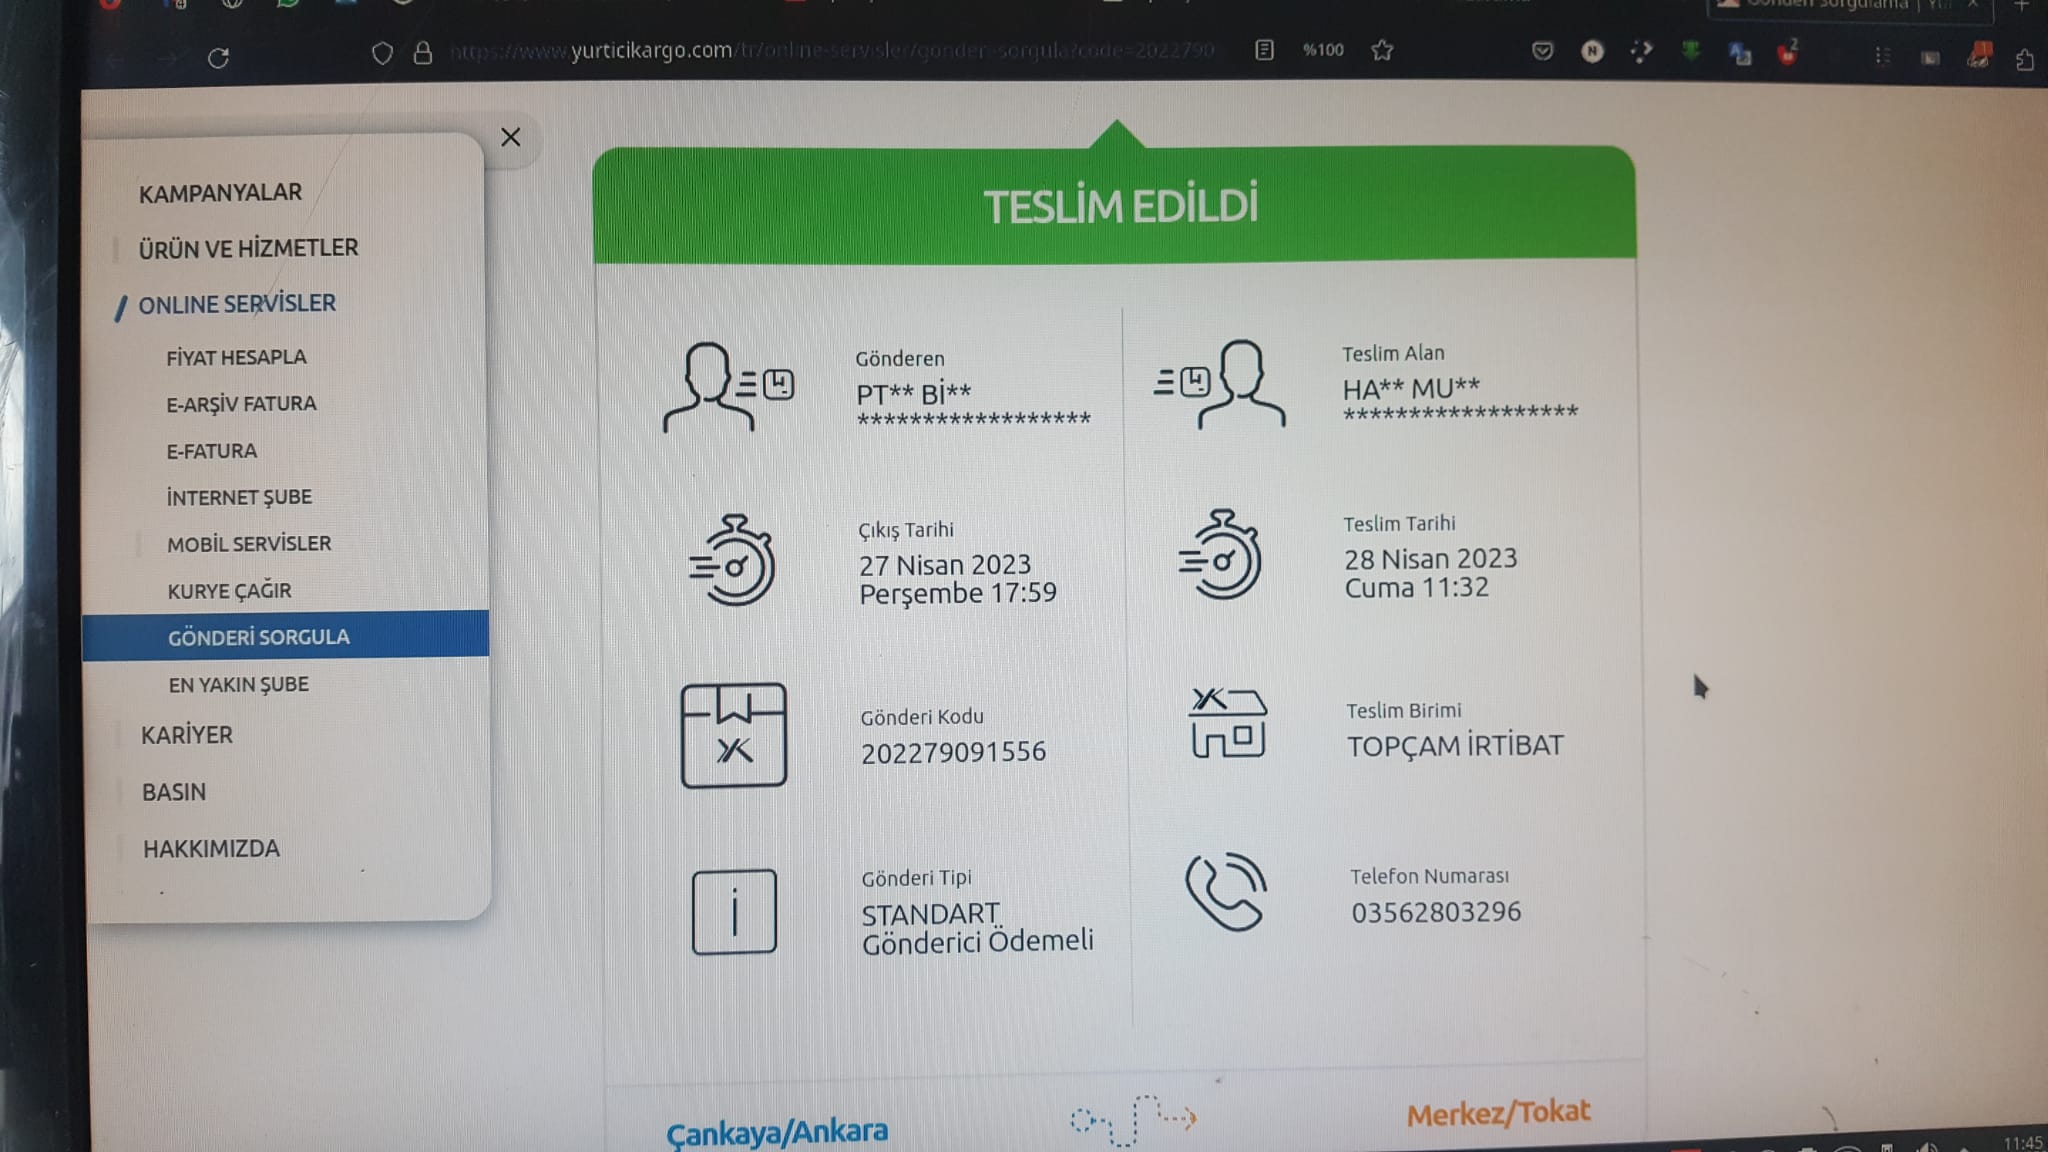 https://www.yurticikargo.com/tr/online-servisler/gonderi-sorgula?code=2022790
%100
KAMPANYALAR
ÜRÜN VE HİZMETLER
ONLINE SERVİSLER
FİYAT HESAPLA
E-ARŞİV FATURA
E-FATURA
İNTERNET ŞUBE
MOBİL SERVİSLER
KURYE ÇAĞIR
GÖNDERİ SORGULA
EN YAKIN ŞUBE
KARİYER
BASIN
HAKKIMIZDA
TESLİM EDİLDİ
Gönderen
PT** Bİ**
******************
Teslim Alan
HA** MU**
******************
Çıkış Tarihi
27 Nisan 2023
Perşembe 17:59
Teslim Tarihi
28 Nisan 2023
Cuma 11:32
Gönderi Kodu
202279091556
Teslim Birimi
TOPÇAM İRTİBAT
Gönderi Tipi
STANDART
Gönderici Ödemeli
Telefon Numarası
03562803296
Çankaya/Ankara
Merkez/Tokat
11:45